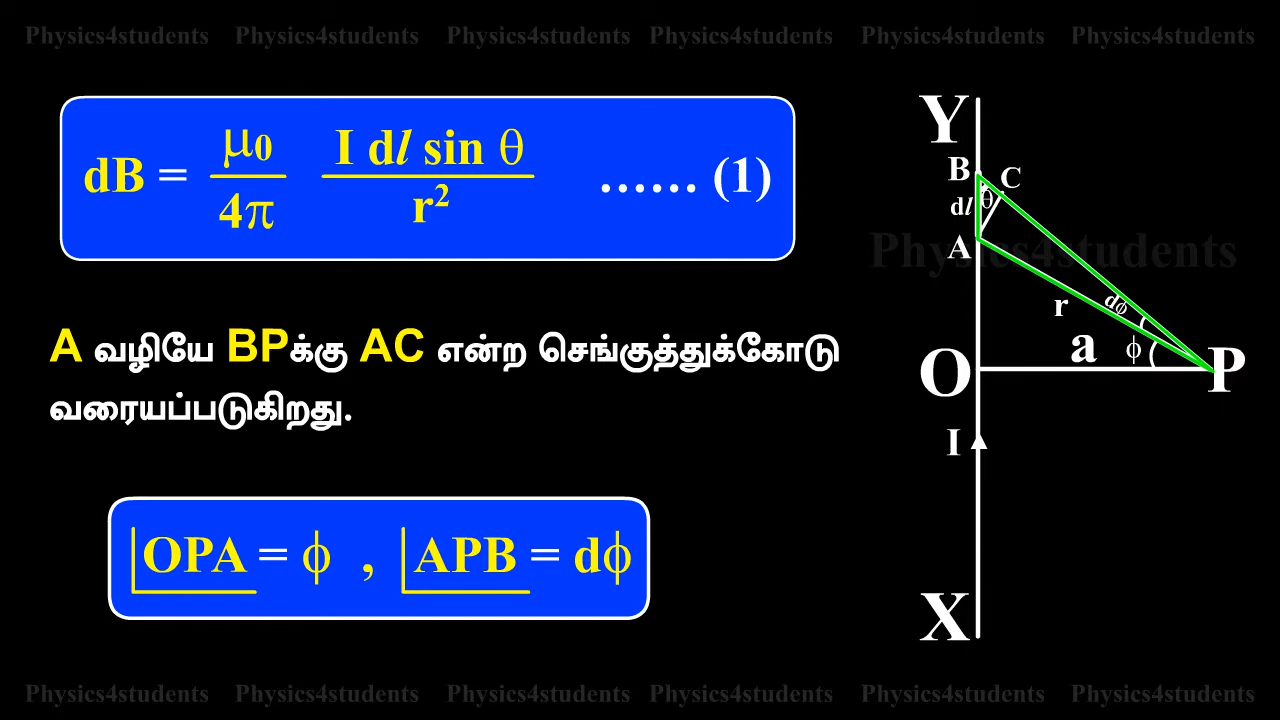 Physics4students Physics4students Physics4students Physics4students Physics4students Physics4students
dB = μ₀/4π I dl sin θ/r² …… (1)
A வழியே BPக்கு AC என்ற செங்குத்துக்கோடு
வரையப்படுகிறது.
OPA = ϕ , APB = dϕ
Y
B
C
dl
θ
A
Physics4students
r
dϕ
a
ϕ
O
P
I
X
Physics4students Physics4students Physics4students Physics4students Physics4students Physics4students